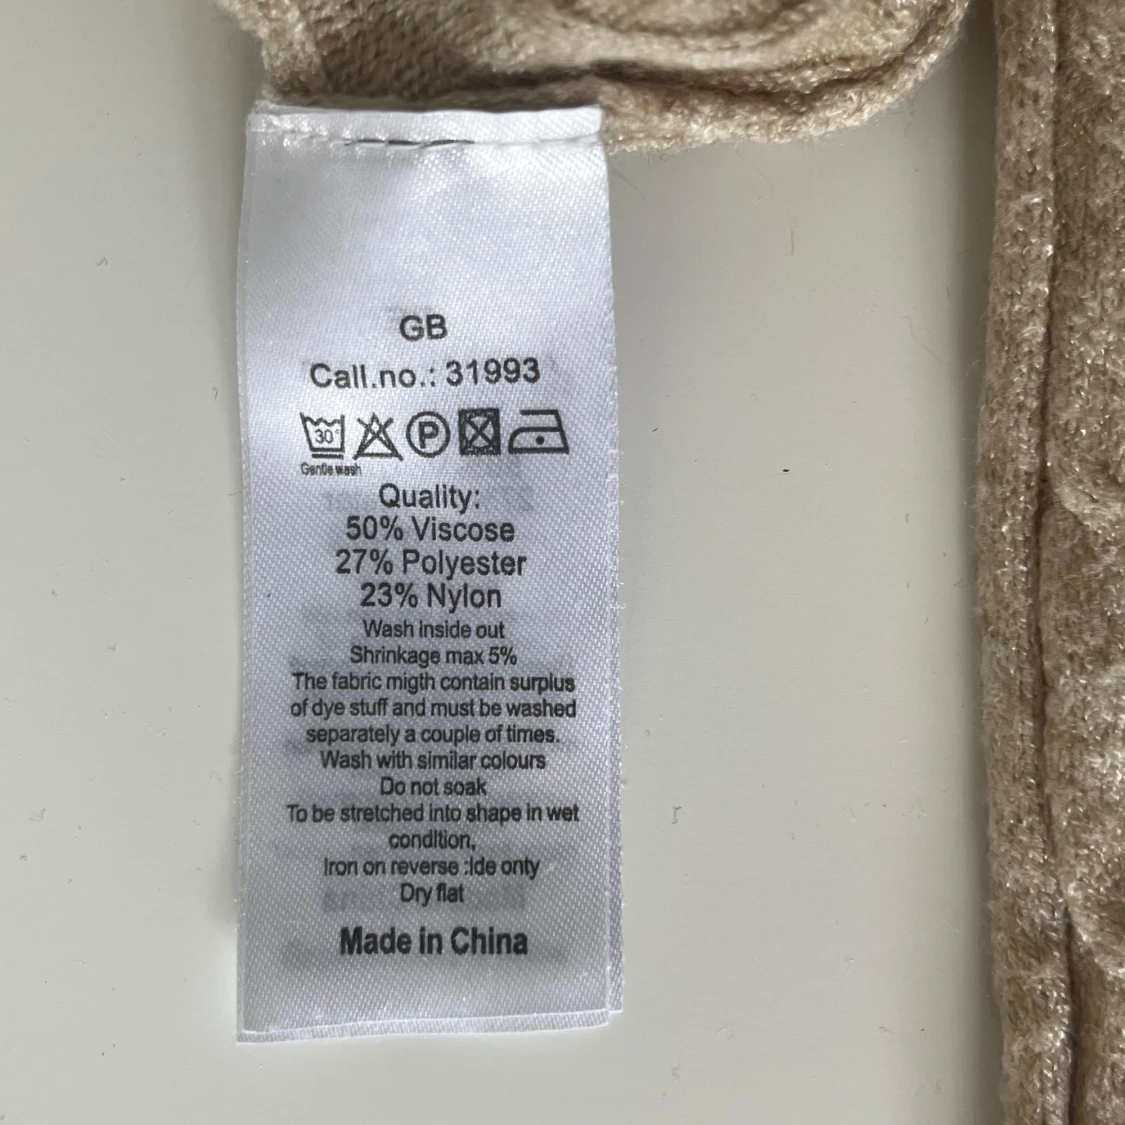 GB
Call.no.: 31993
30°
P
Gentle wash
Quality:
50% Viscose
27% Polyester
23% Nylon
Wash inside out
Shrinkage max 5%
The fabric migth contain surplus
of dye stuff and must be washed
separately a couple of times.
Wash with similar colours
Do not soak
To be stretched into shape in wet
condltion,
Iron on reverse :lde onty
Dry flat
Made in China